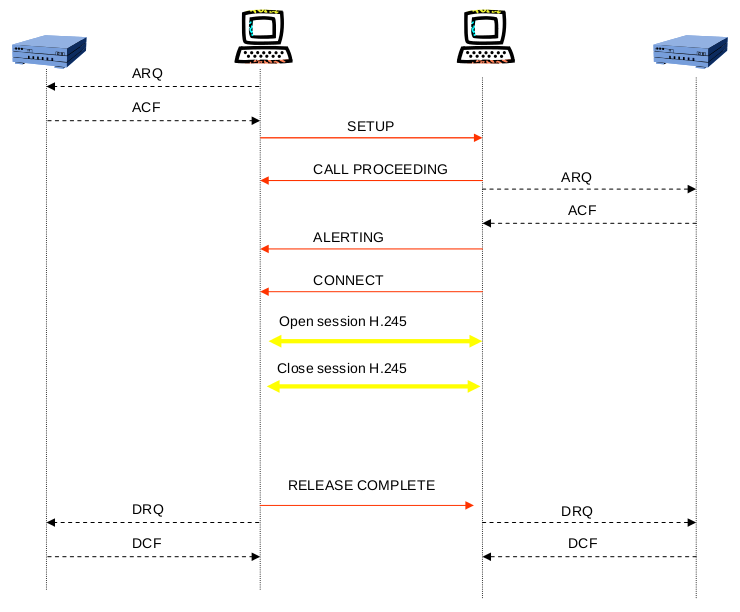 ARQ
ACF
SETUP
CALL PROCEEDING
ARQ
ACF
ALERTING
CONNECT
Open session H.245
Close session H.245
RELEASE COMPLETE
DRQ
DRQ
DCF
DCF